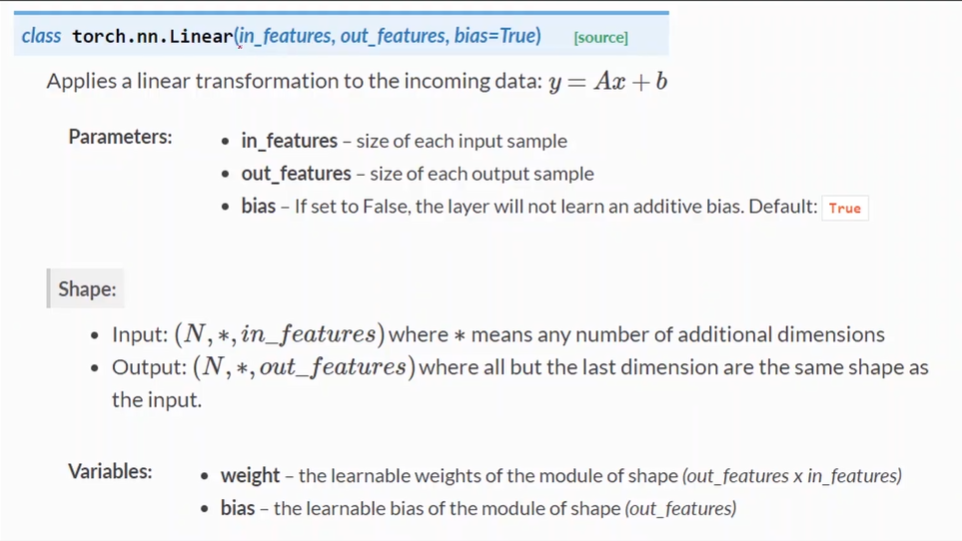 class torch.nn.Linear(in_features, out_features, bias=True) [source]
Applies a linear transformation to the incoming data: y = Ax + b
Parameters:
• in_features – size of each input sample
• out_features – size of each output sample
• bias – If set to False, the layer will not learn an additive bias. Default: True
Shape:
• Input: (N, *, in_features) where * means any number of additional dimensions
• Output: (N, *, out_features) where all but the last dimension are the same shape as
the input.
Variables:
• weight – the learnable weights of the module of shape (out_features x in_features)
• bias – the learnable bias of the module of shape (out_features)